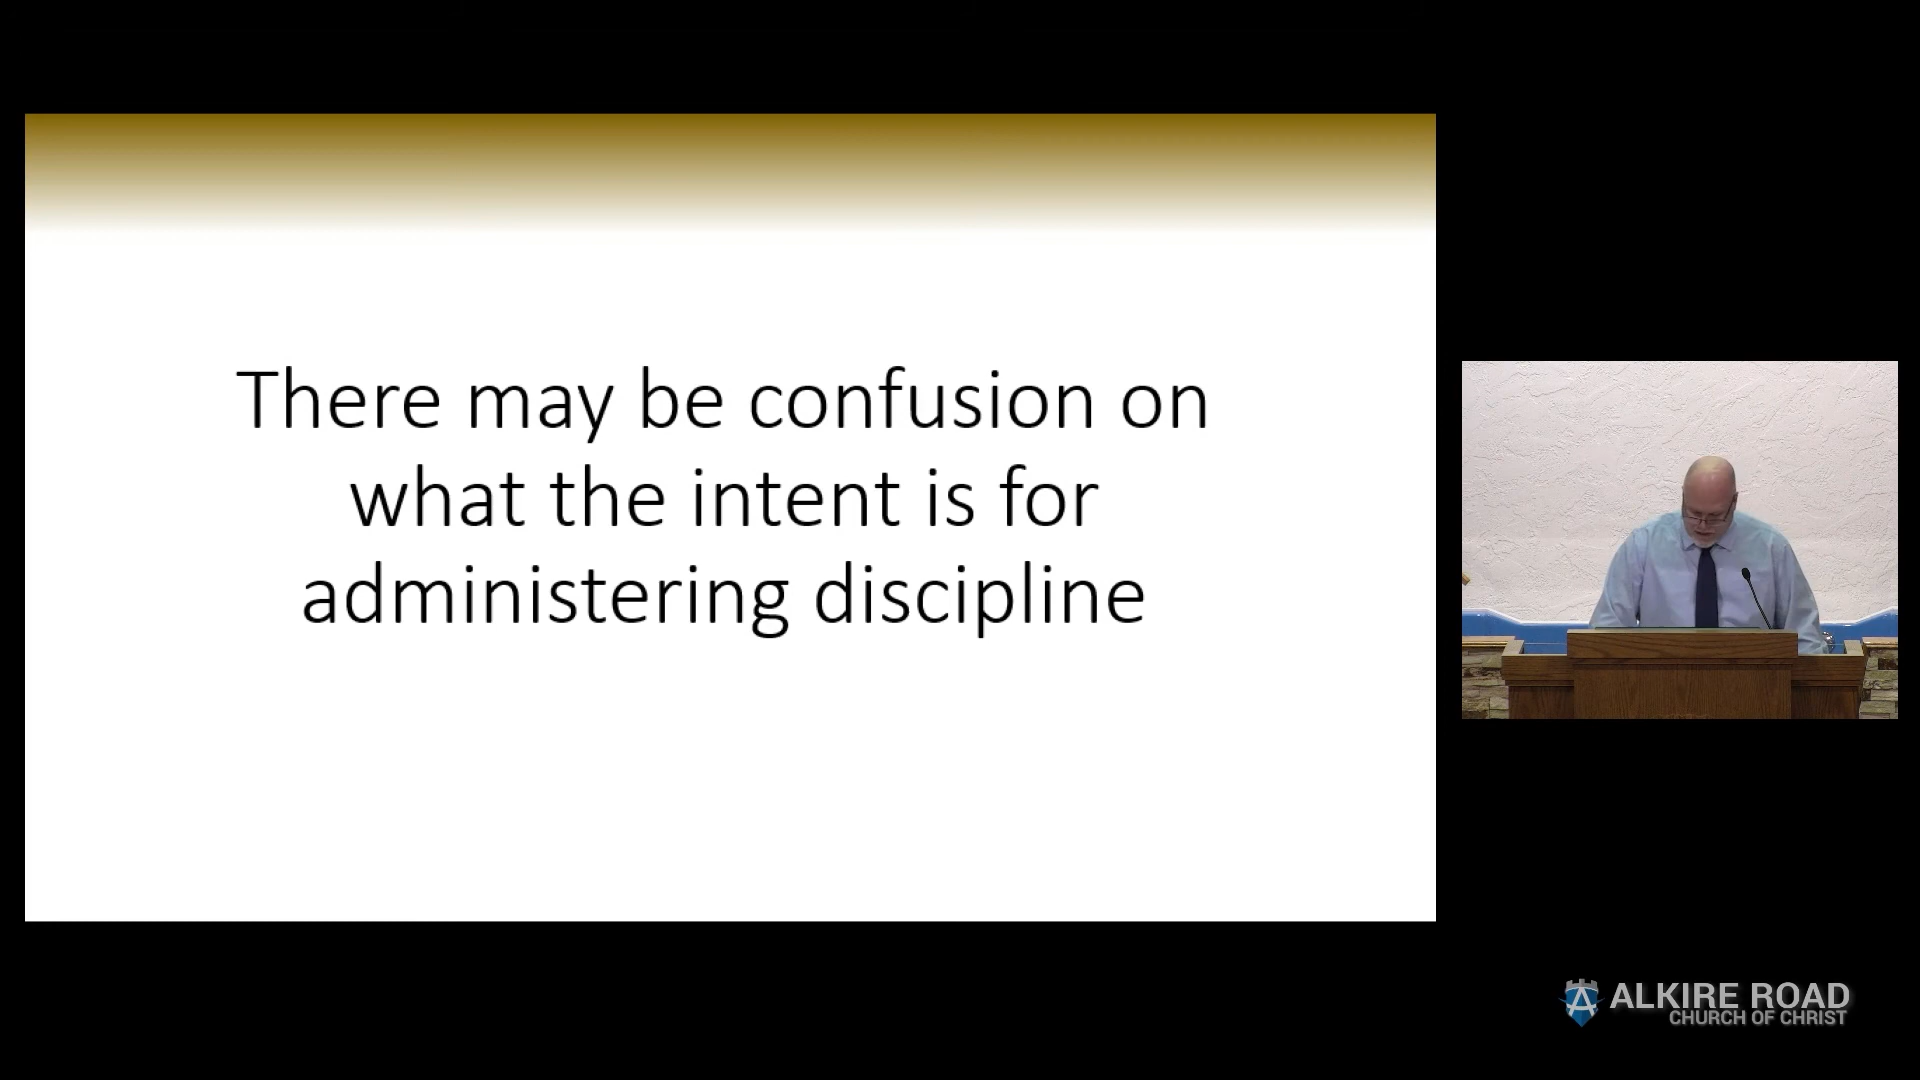 There may be confusion on
what the intent is for
administering discipline
ALKIRE ROAD
CHURCH OF CHRIST